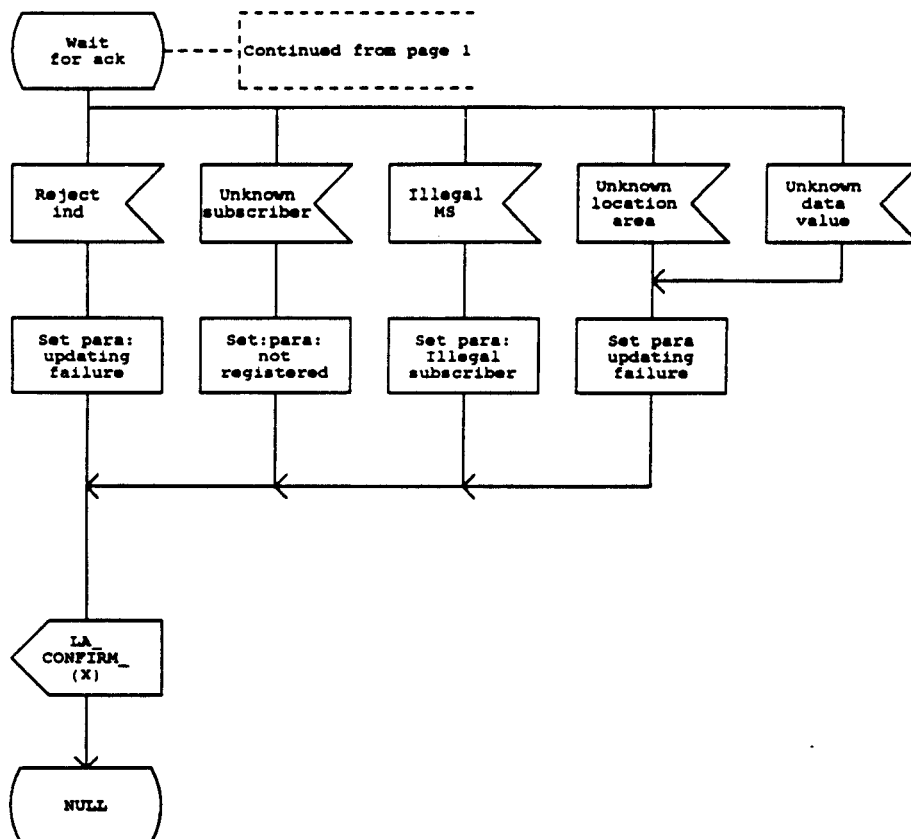 Wait
for ack
Continued from page 1
Reject
ind
Unknown
subscriber
Illegal
MS
Unknown
location
area
Unknown
data
value
Set para:
updating
failure
Set:para:
not
registered
Set para:
Illegal
subscriber
Set para
updating
failure
LA_
CONFIRM_
(X)
NULL